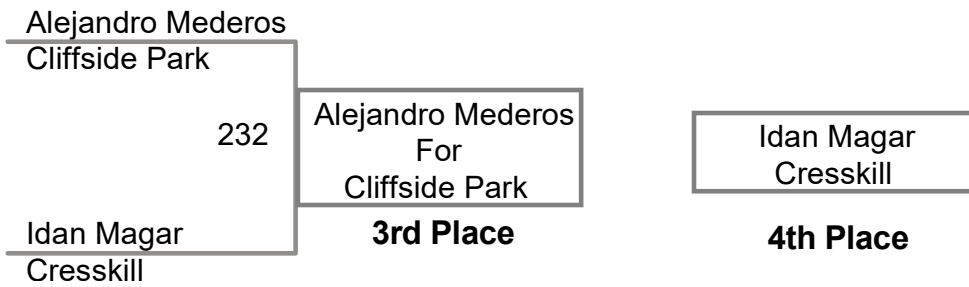 Alejandro Mederos
Cliffside Park
232
Alejandro Mederos
For
Cliffside Park
3rd Place
Idan Magar
Cresskill
Idan Magar
Cresskill
4th Place